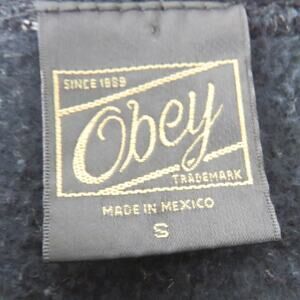 SINCE 1989
Obey
TRADEMARK
MADE IN MEXICO
S